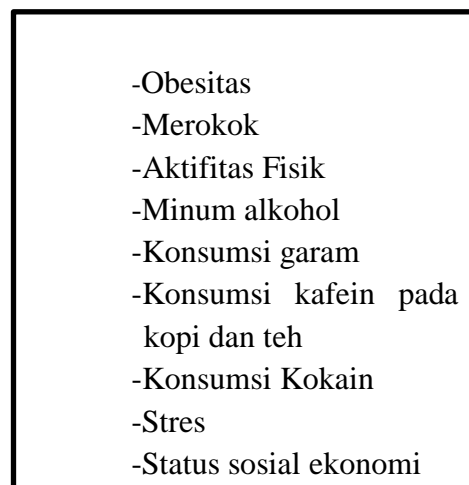 -Obesitas
-Merokok
-Aktifitas Fisik
-Minum alkohol
-Konsumsi garam
-Konsumsi kafein pada
kopi dan teh
-Konsumsi Kokain
-Stres
-Status sosial ekonomi